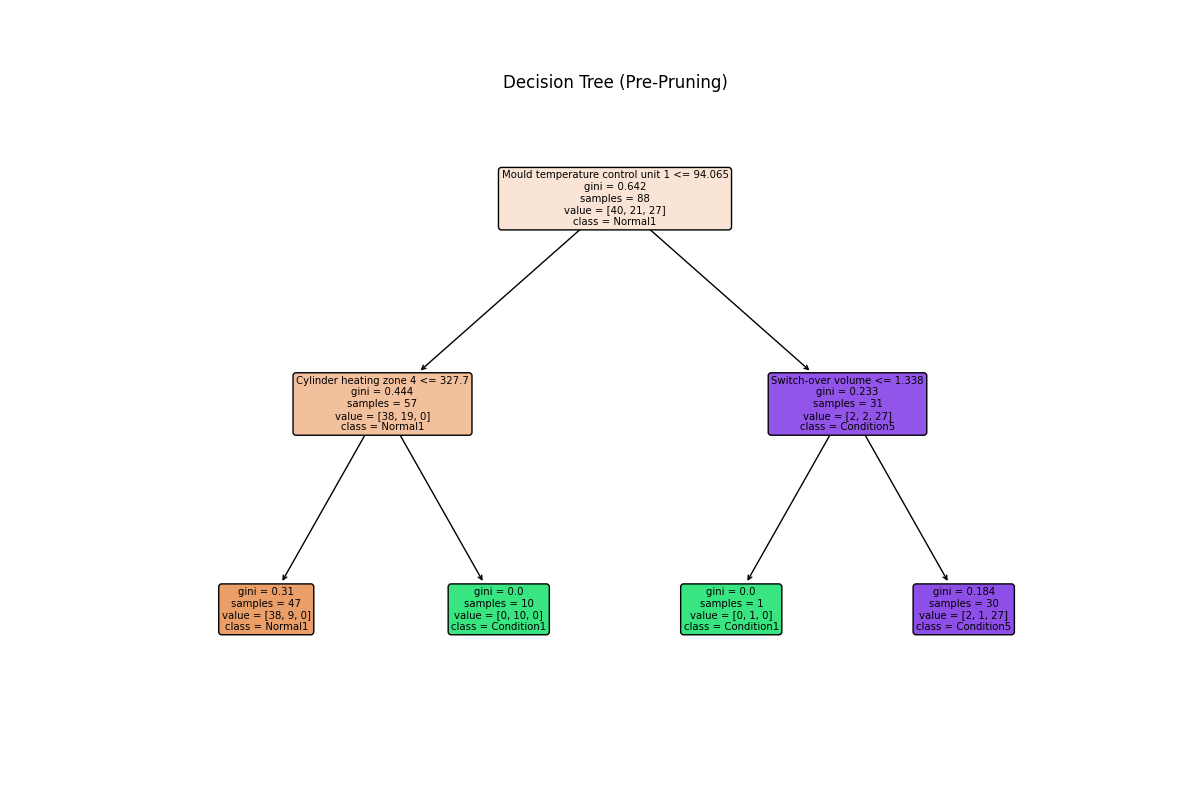 Decision Tree (Pre-Pruning)
Mould temperature control unit 1 <= 94.065
gini = 0.642
samples = 88
value = [40, 21, 27]
class = Normal1
Cylinder heating zone 4 <= 327.7
gini = 0.444
samples = 57
value = [38, 19, 0]
class = Normal1
Switch-over volume <= 1.338
gini = 0.233
samples = 31
value = [2, 2, 27]
class = Condition5
gini = 0.31
samples = 47
value = [38, 9, 0]
class = Normal1
gini = 0.0
samples = 10
value = [0, 10, 0]
class = Condition1
gini = 0.0
samples = 1
value = [0, 1, 0]
class = Condition1
gini = 0.184
samples = 30
value = [2, 1, 27]
class = Condition5